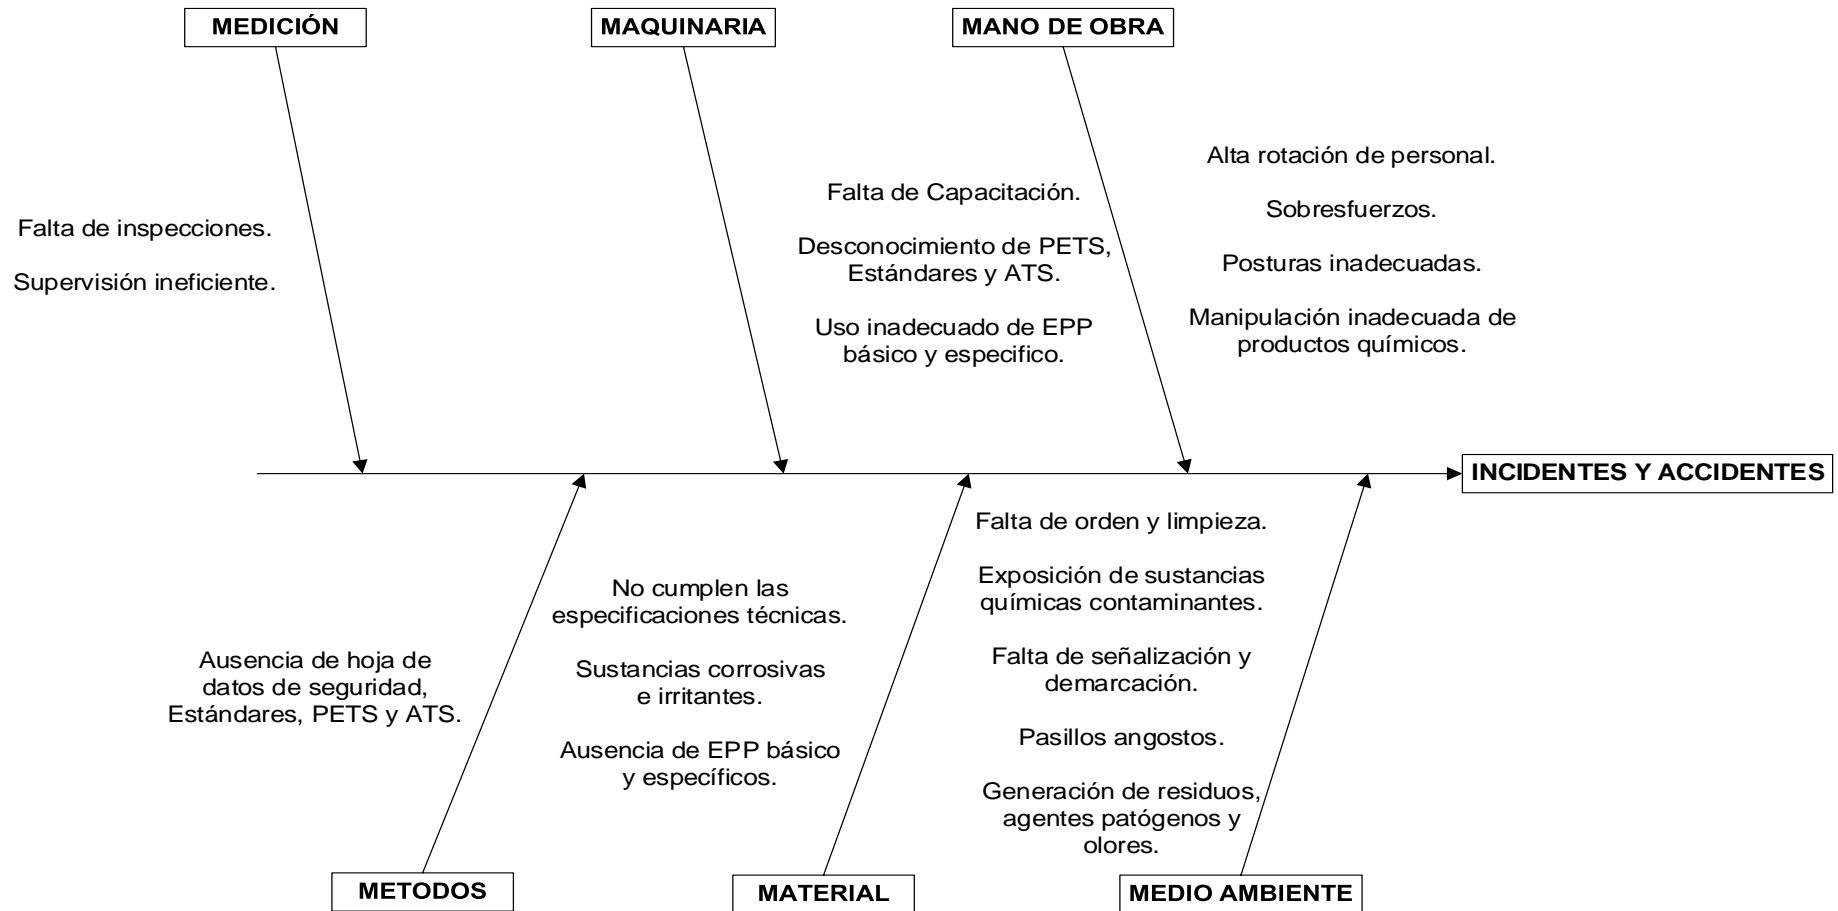 MEDICIÓN
MAQUINARIA
MANO DE OBRA
Falta de inspecciones.
Supervisión ineficiente.
Falta de Capacitación.
Desconocimiento de PETS,
Estándares y ATS.
Uso inadecuado de EPP
básico y especifico.
Alta rotación de personal.
Sobresfuerzos.
Posturas inadecuadas.
Manipulación inadecuada de
productos químicos.
INCIDENTES Y ACCIDENTES
Ausencia de hoja de
datos de seguridad,
Estándares, PETS y ATS.
No cumplen las
especificaciones técnicas.
Sustancias corrosivas
e irritantes.
Ausencia de EPP básico
y específicos.
Falta de orden y limpieza.
Exposición de sustancias
químicas contaminantes.
Falta de señalización y
demarcación.
Pasillos angostos.
Generación de residuos,
agentes patógenos y
olores.
METODOS
MATERIAL
MEDIO AMBIENTE